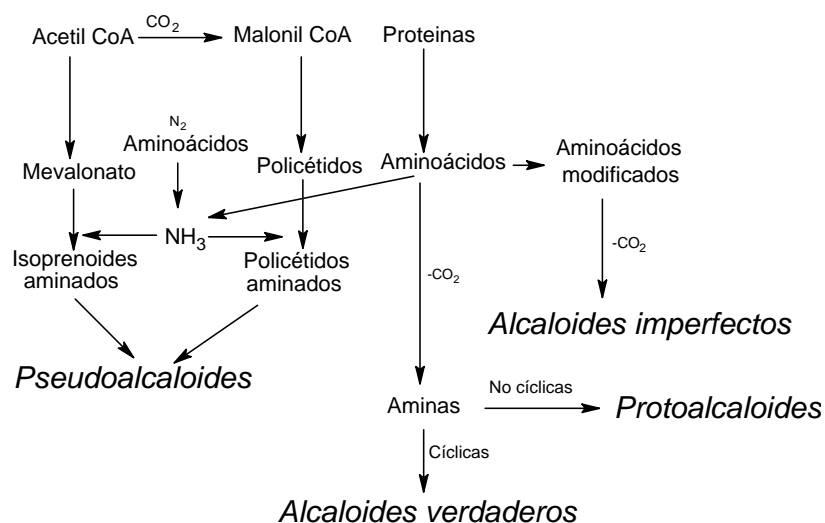 CO2
Acetil CoA
Malonil CoA
Proteinas
N2
Aminoácidos
Mevalonato
Policétidos
Aminoácidos
Aminoácidos
modificados
NH3
Isoprenoides
aminados
Policétidos
aminados
-CO2
-CO2
Alcaloides imperfectos
Pseudoalcaloides
Aminas
No cíclicas
Protoalcaloides
Cíclicas
Alcaloides verdaderos